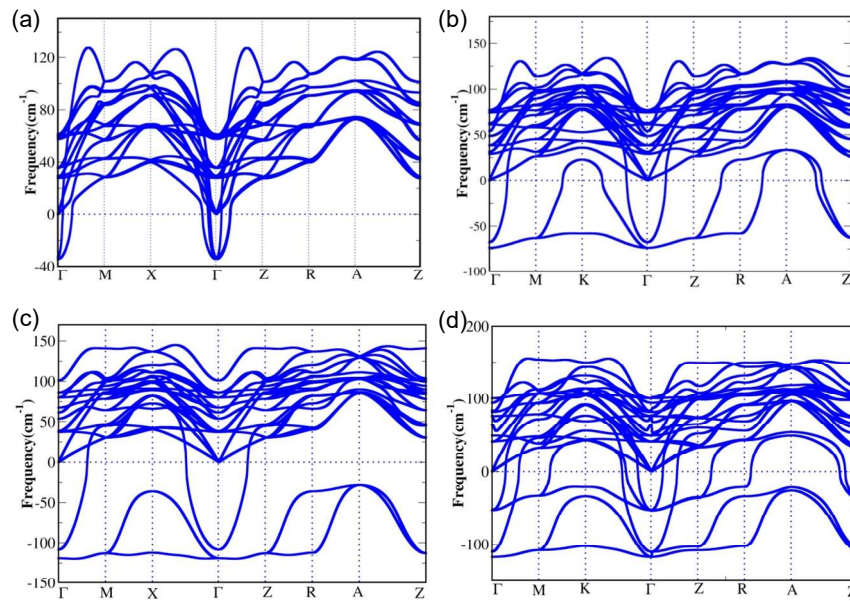 (a)
Frequency(cm-1)
120
80
40
0
-40
Γ M X Γ Z R A Z
(b)
Frequency(cm-1)
150
100
50
0
-50
-100
Γ M K Γ Z R A Z
(c)
Frequency(cm-1)
150
100
50
0
-50
-100
-150
Γ M X Γ Z R A Z
(d)
Frequency(cm-1)
200
100
0
-100
Γ M K Γ Z R A Z